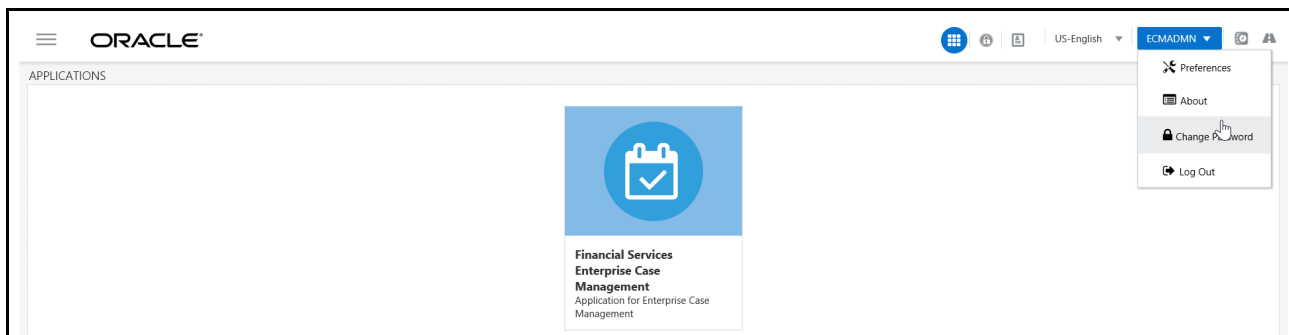 ORACLE®
US-English
ECMADMN
APPLICATIONS
Preferences
About
Change Password
Log Out
Financial Services
Enterprise Case
Management
Application for Enterprise Case
Management